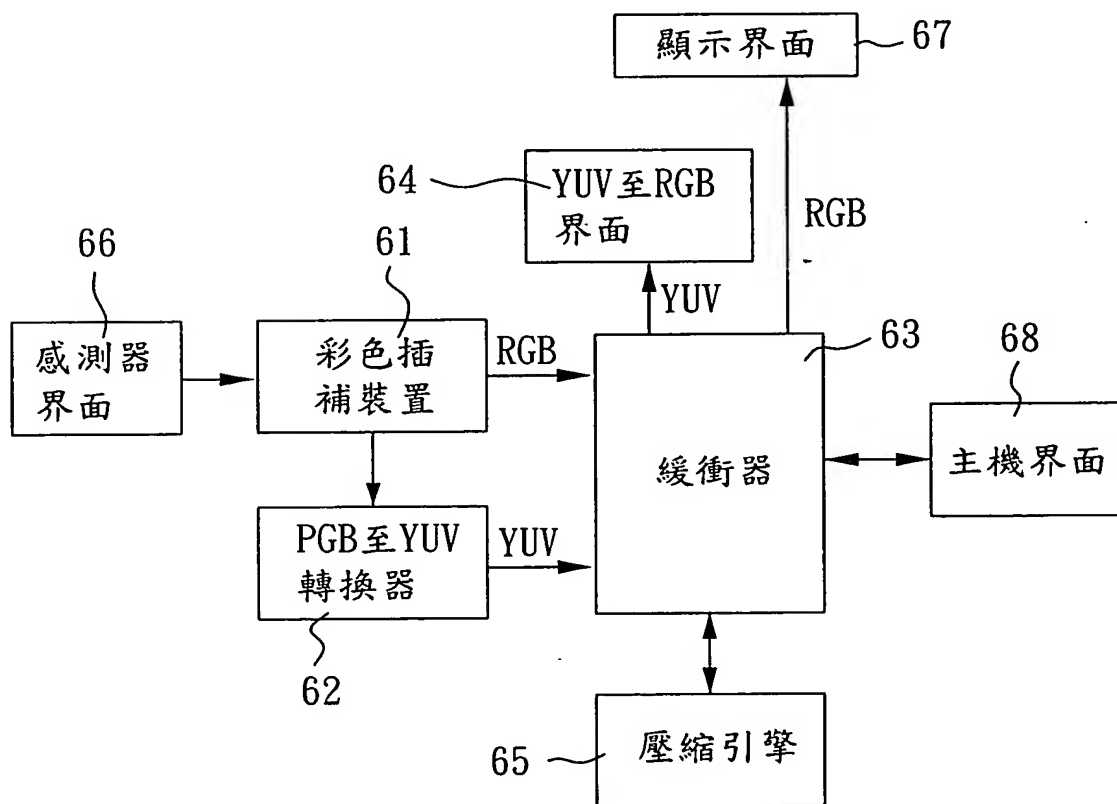 顯示界面
67
64
YUV至RGB
界面
RGB
66
61
YUV
感測器
界面
彩色插
補裝置
RGB
63
68
緩衝器
主機界面
PGB至YUV
轉換器
YUV
62
65
壓縮引擎